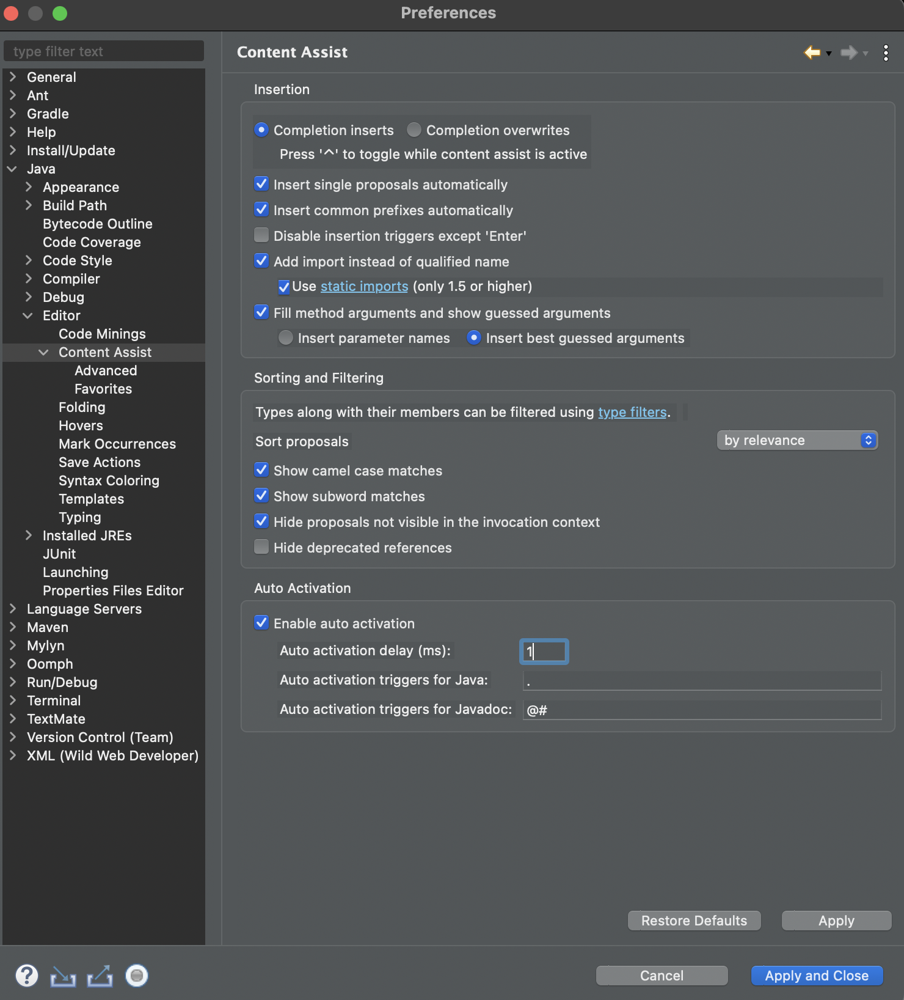 Preferences
type filter text
General
Ant
Gradle
Help
Install/Update
Java
Appearance
Build Path
Bytecode Outline
Code Coverage
Code Style
Compiler
Debug
Editor
Code Minings
Content Assist
Advanced
Favorites
Folding
Hovers
Mark Occurrences
Save Actions
Syntax Coloring
Templates
Typing
Installed JREs
JUnit
Launching
Properties Files Editor
Language Servers
Maven
Mylyn
Oomph
Run/Debug
Terminal
TextMate
Version Control (Team)
XML (Wild Web Developer)
Content Assist
Insertion
Completion inserts Completion overwrites
Press '^' to toggle while content assist is active
Insert single proposals automatically
Insert common prefixes automatically
Disable insertion triggers except 'Enter'
Add import instead of qualified name
Use static imports (only 1.5 or higher)
Fill method arguments and show guessed arguments
Insert parameter names Insert best guessed arguments
Sorting and Filtering
Types along with their members can be filtered using type filters.
Sort proposals by relevance
Show camel case matches
Show subword matches
Hide proposals not visible in the invocation context
Hide deprecated references
Auto Activation
Enable auto activation
Auto activation delay (ms): 1
Auto activation triggers for Java: .
Auto activation triggers for Javadoc: @#
Restore Defaults Apply
? Cancel Apply and Close